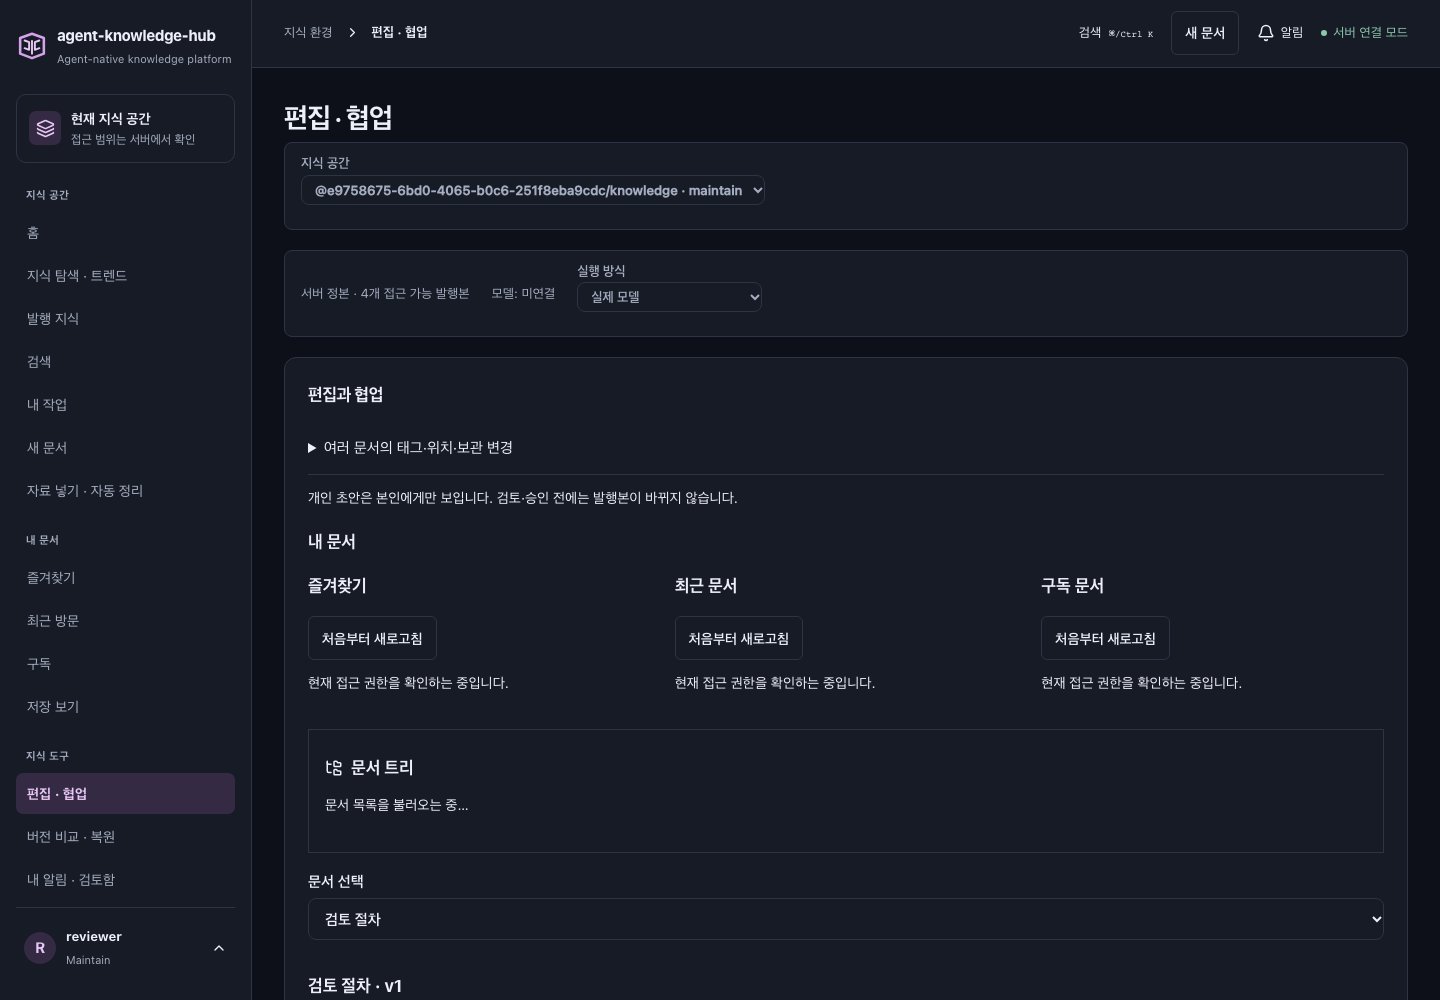 agent-knowledge-hub
Agent-native knowledge platform
현재 지식 공간
접근 범위는 서버에서 확인
지식 공간
홈
지식 탐색 · 트렌드
발행 지식
검색
내 작업
새 문서
자료 넣기 · 자동 정리
내 문서
즐겨찾기
최근 방문
구독
저장 보기
지식 도구
편집 · 협업
버전 비교 · 복원
내 알림 · 검토함
R
reviewer
Maintain
지식 환경
편집 · 협업
검색 ⌘/Ctrl K
새 문서
알림
서버 연결 모드
편집 · 협업
지식 공간
@e9758675-6bd0-4065-b0c6-251f8eba9cdc/knowledge · maintain
서버 정본 · 4개 접근 가능 발행본
모델: 미연결
실행 방식
실제 모델
편집과 협업
여러 문서의 태그·위치·보관 변경
개인 초안은 본인에게만 보입니다. 검토·승인 전에는 발행본이 바뀌지 않습니다.
내 문서
즐겨찾기
처음부터 새로고침
현재 접근 권한을 확인하는 중입니다.
최근 문서
처음부터 새로고침
현재 접근 권한을 확인하는 중입니다.
구독 문서
처음부터 새로고침
현재 접근 권한을 확인하는 중입니다.
문서 트리
문서 목록을 불러오는 중…
문서 선택
검토 절차
검토 절차 · v1